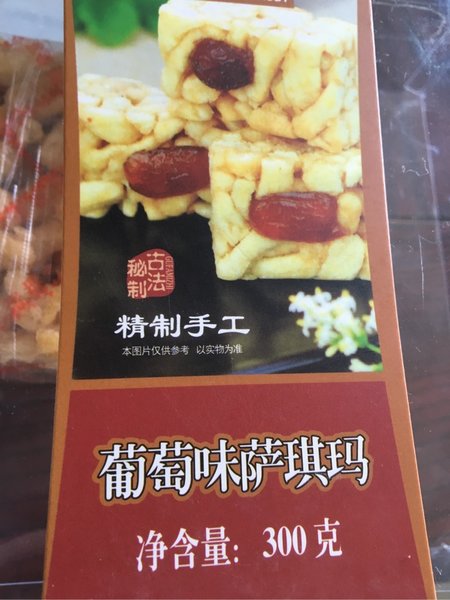 古法
秘制
精制手工
本图片仅供参考 以实物为准
葡萄味萨琪玛
净含量: 300克